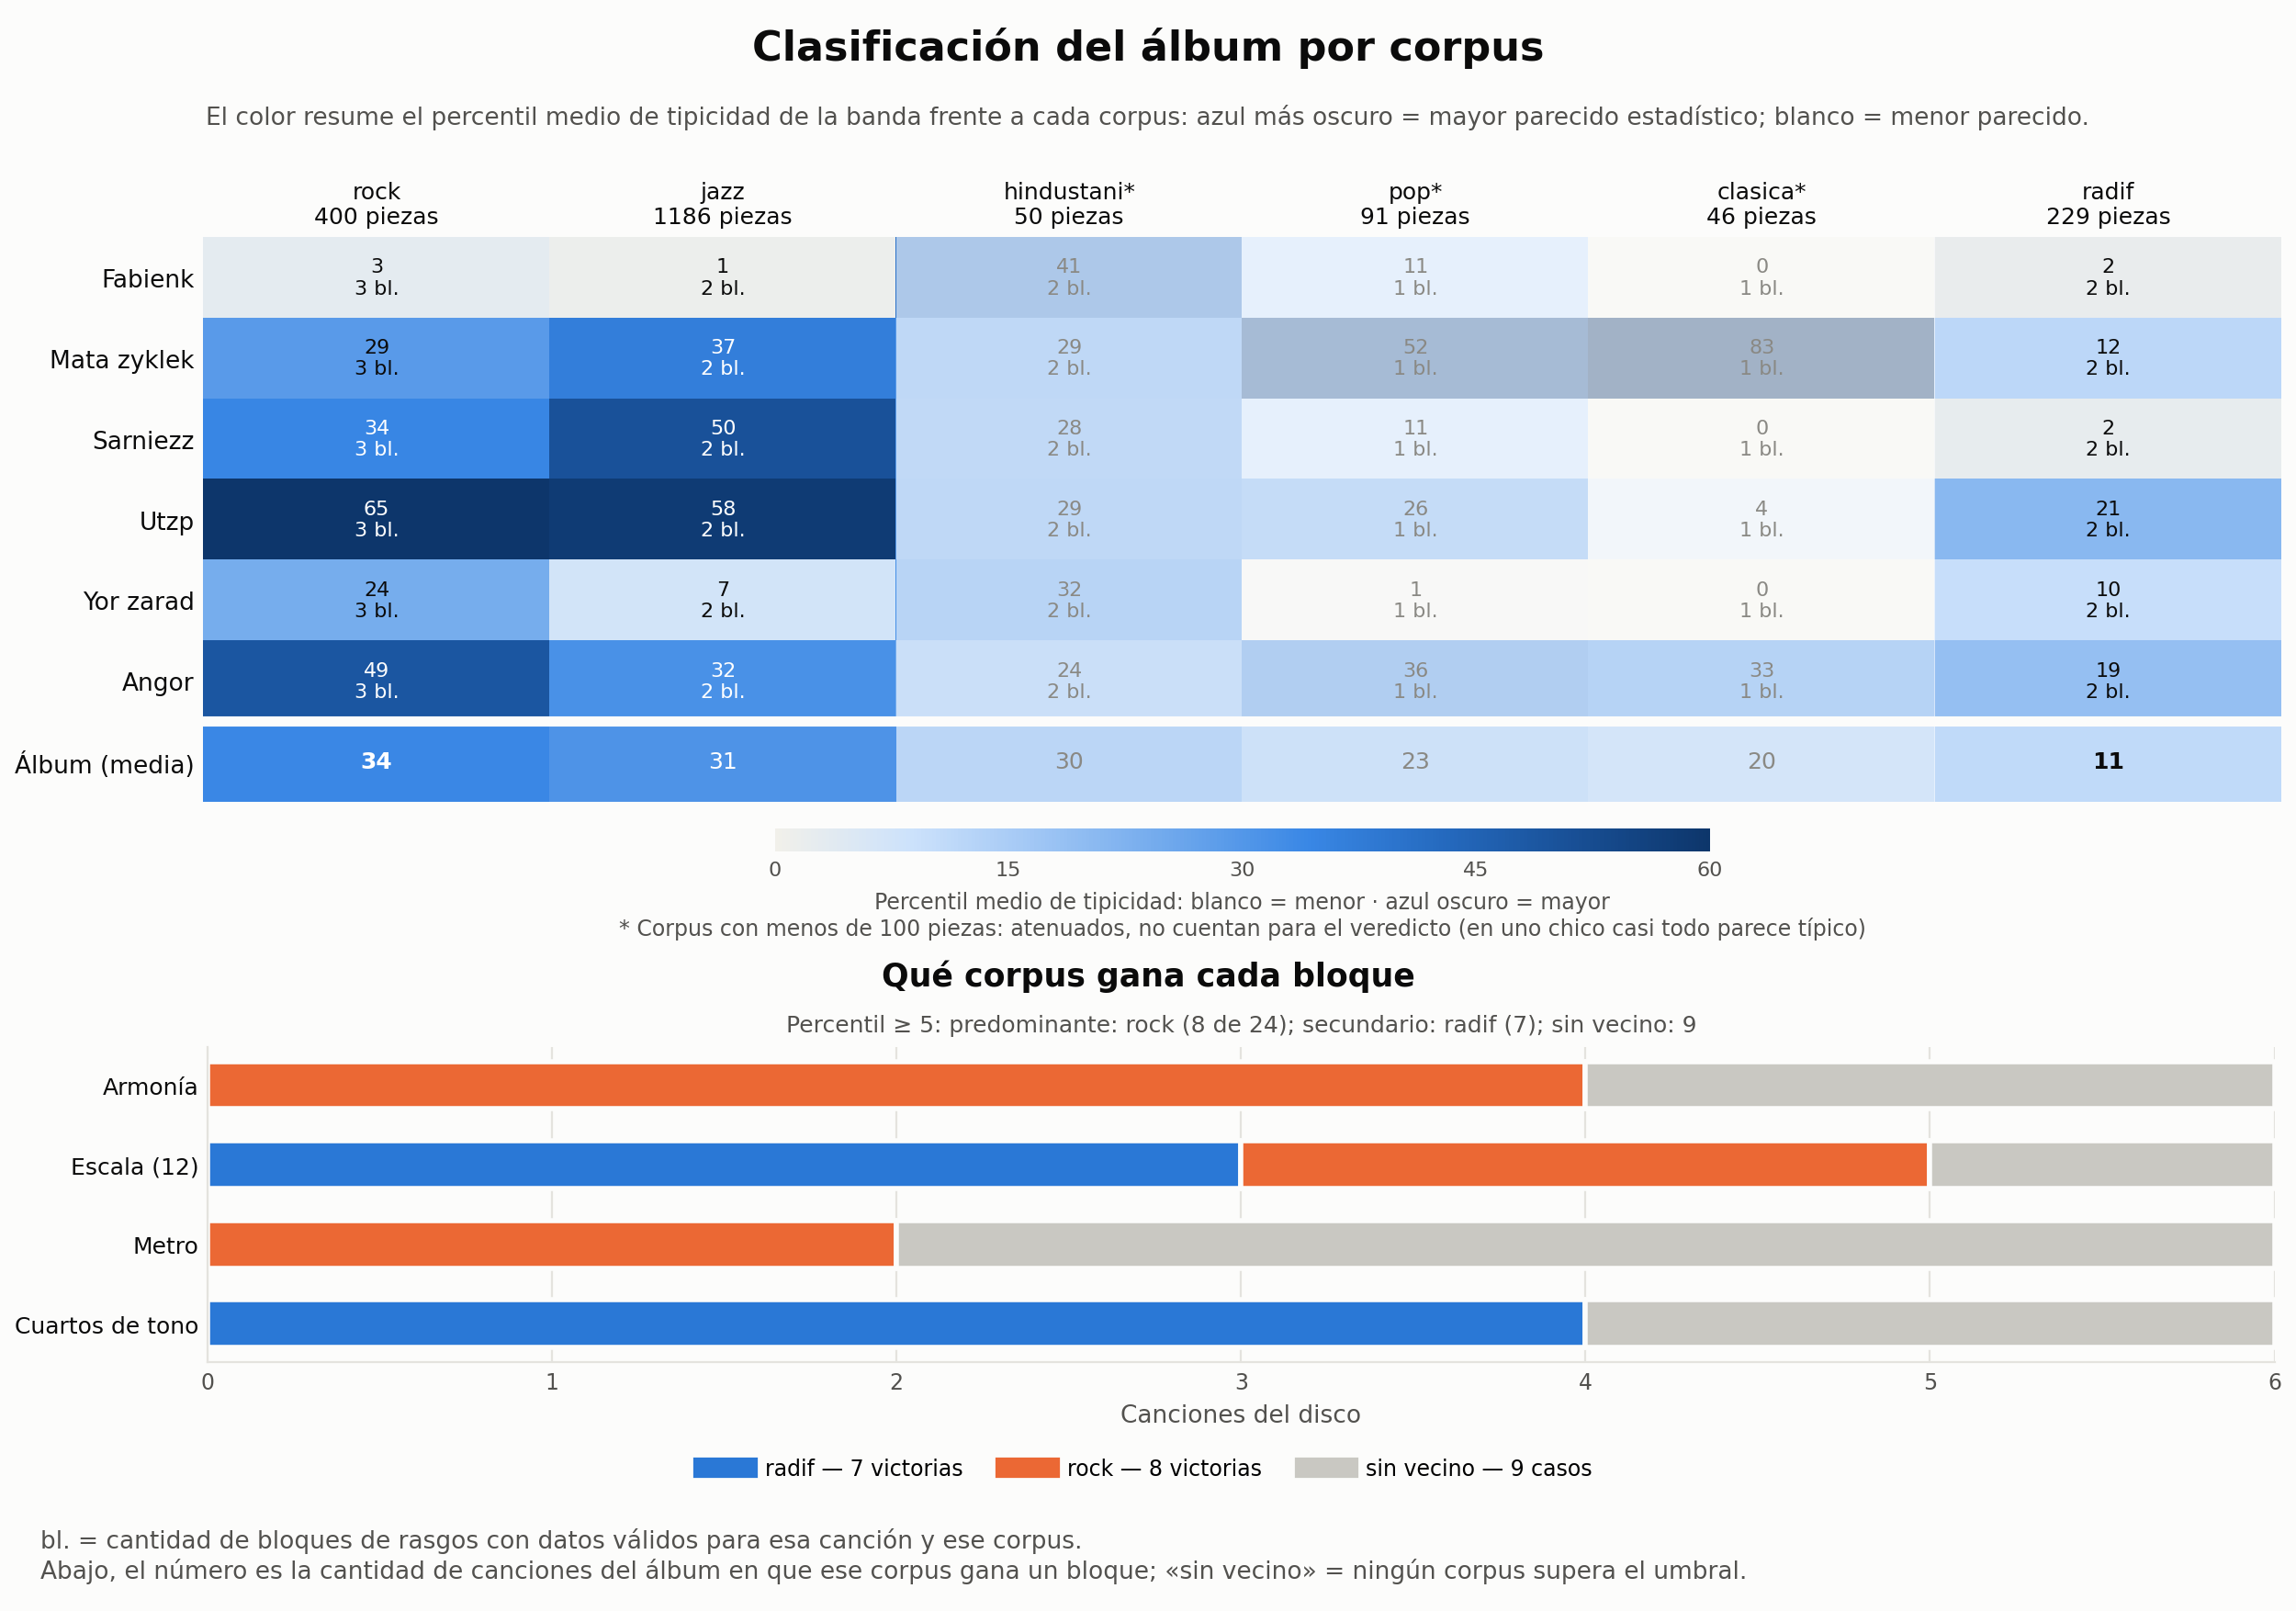 Clasificación del álbum por corpus
El color resume el percentil medio de tipicidad de la banda frente a cada corpus: azul más oscuro = mayor parecido estadístico; blanco = menor parecido.
rock jazz hindustani* pop* clasica* radif
400 piezas 1186 piezas 50 piezas 91 piezas 46 piezas 229 piezas
Fabienk
3 1 41 11 0 2
3 bl. 2 bl. 2 bl. 1 bl. 1 bl. 2 bl.
Mata zyklek
29 37 29 52 83 12
3 bl. 2 bl. 2 bl. 1 bl. 1 bl. 2 bl.
Sarniezz
34 50 28 11 0 2
3 bl. 2 bl. 2 bl. 1 bl. 1 bl. 2 bl.
Utzp
65 58 29 26 4 21
3 bl. 2 bl. 2 bl. 1 bl. 1 bl. 2 bl.
Yor zarad
24 7 32 1 0 10
3 bl. 2 bl. 2 bl. 1 bl. 1 bl. 2 bl.
Angor
49 32 24 36 33 19
3 bl. 2 bl. 2 bl. 1 bl. 1 bl. 2 bl.
Álbum (media) 34 31 30 23 20 11
0 15 30 45 60
Percentil medio de tipicidad: blanco = menor · azul oscuro = mayor
* Corpus con menos de 100 piezas: atenuados, no cuentan para el veredicto (en uno chico casi todo parece típico)
Qué corpus gana cada bloque
Percentil ≥ 5: predominante: rock (8 de 24); secundario: radif (7); sin vecino: 9
Armonía
Escala (12)
Metro
Cuartos de tono
0 1 2 3 4 5 6
Canciones del disco
radif — 7 victorias rock — 8 victorias sin vecino — 9 casos
bl. = cantidad de bloques de rasgos con datos válidos para esa canción y ese corpus.
Abajo, el número es la cantidad de canciones del álbum en que ese corpus gana un bloque; «sin vecino» = ningún corpus supera el umbral.